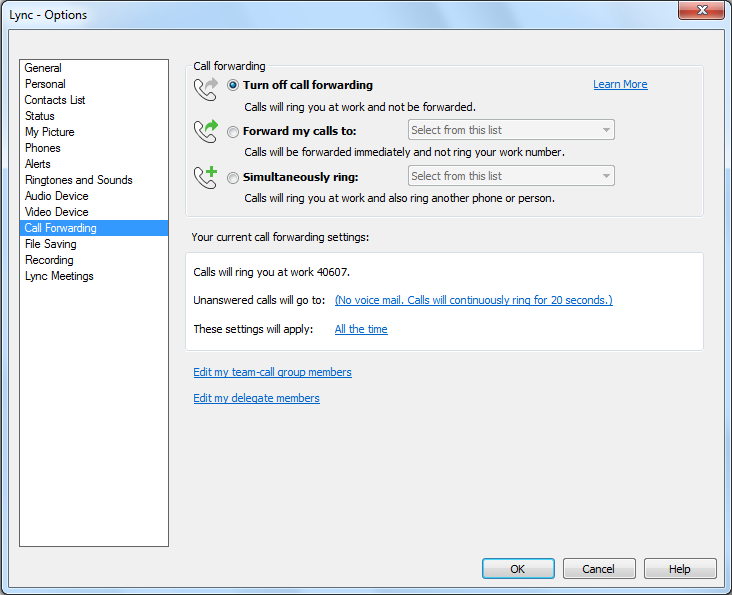 Lync - Options
General
Personal
Contacts List
Status
My Picture
Phones
Alerts
Ringtones and Sounds
Audio Device
Video Device
Call Forwarding
File Saving
Recording
Lync Meetings
Call forwarding
Turn off call forwarding
Learn More
Calls will ring you at work and not be forwarded.
Forward my calls to:
Select from this list
Calls will be forwarded immediately and not ring your work number.
Simultaneously ring:
Select from this list
Calls will ring you at work and also ring another phone or person.
Your current call forwarding settings:
Calls will ring you at work 40607.
Unanswered calls will go to: (No voice mail. Calls will continuously ring for 20 seconds.)
These settings will apply: All the time
Edit my team-call group members
Edit my delegate members
OK
Cancel
Help